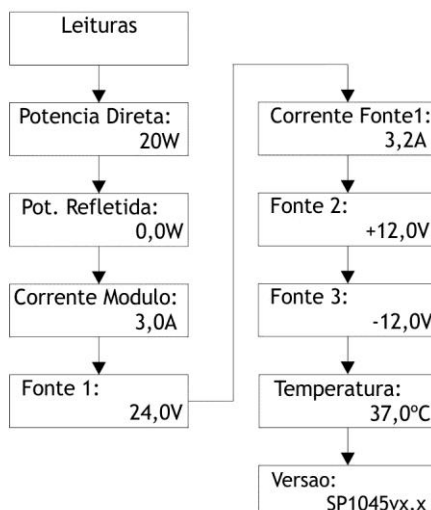 Leituras
Potencia Direta:
20W
Pot. Refletida:
0,0W
Corrente Modulo:
3,0A
Fonte 1:
24,0V
Corrente Fonte1:
3,2A
Fonte 2:
+12,0V
Fonte 3:
-12,0V
Temperatura:
37,0ºC
Versao:
SP1045vx.x